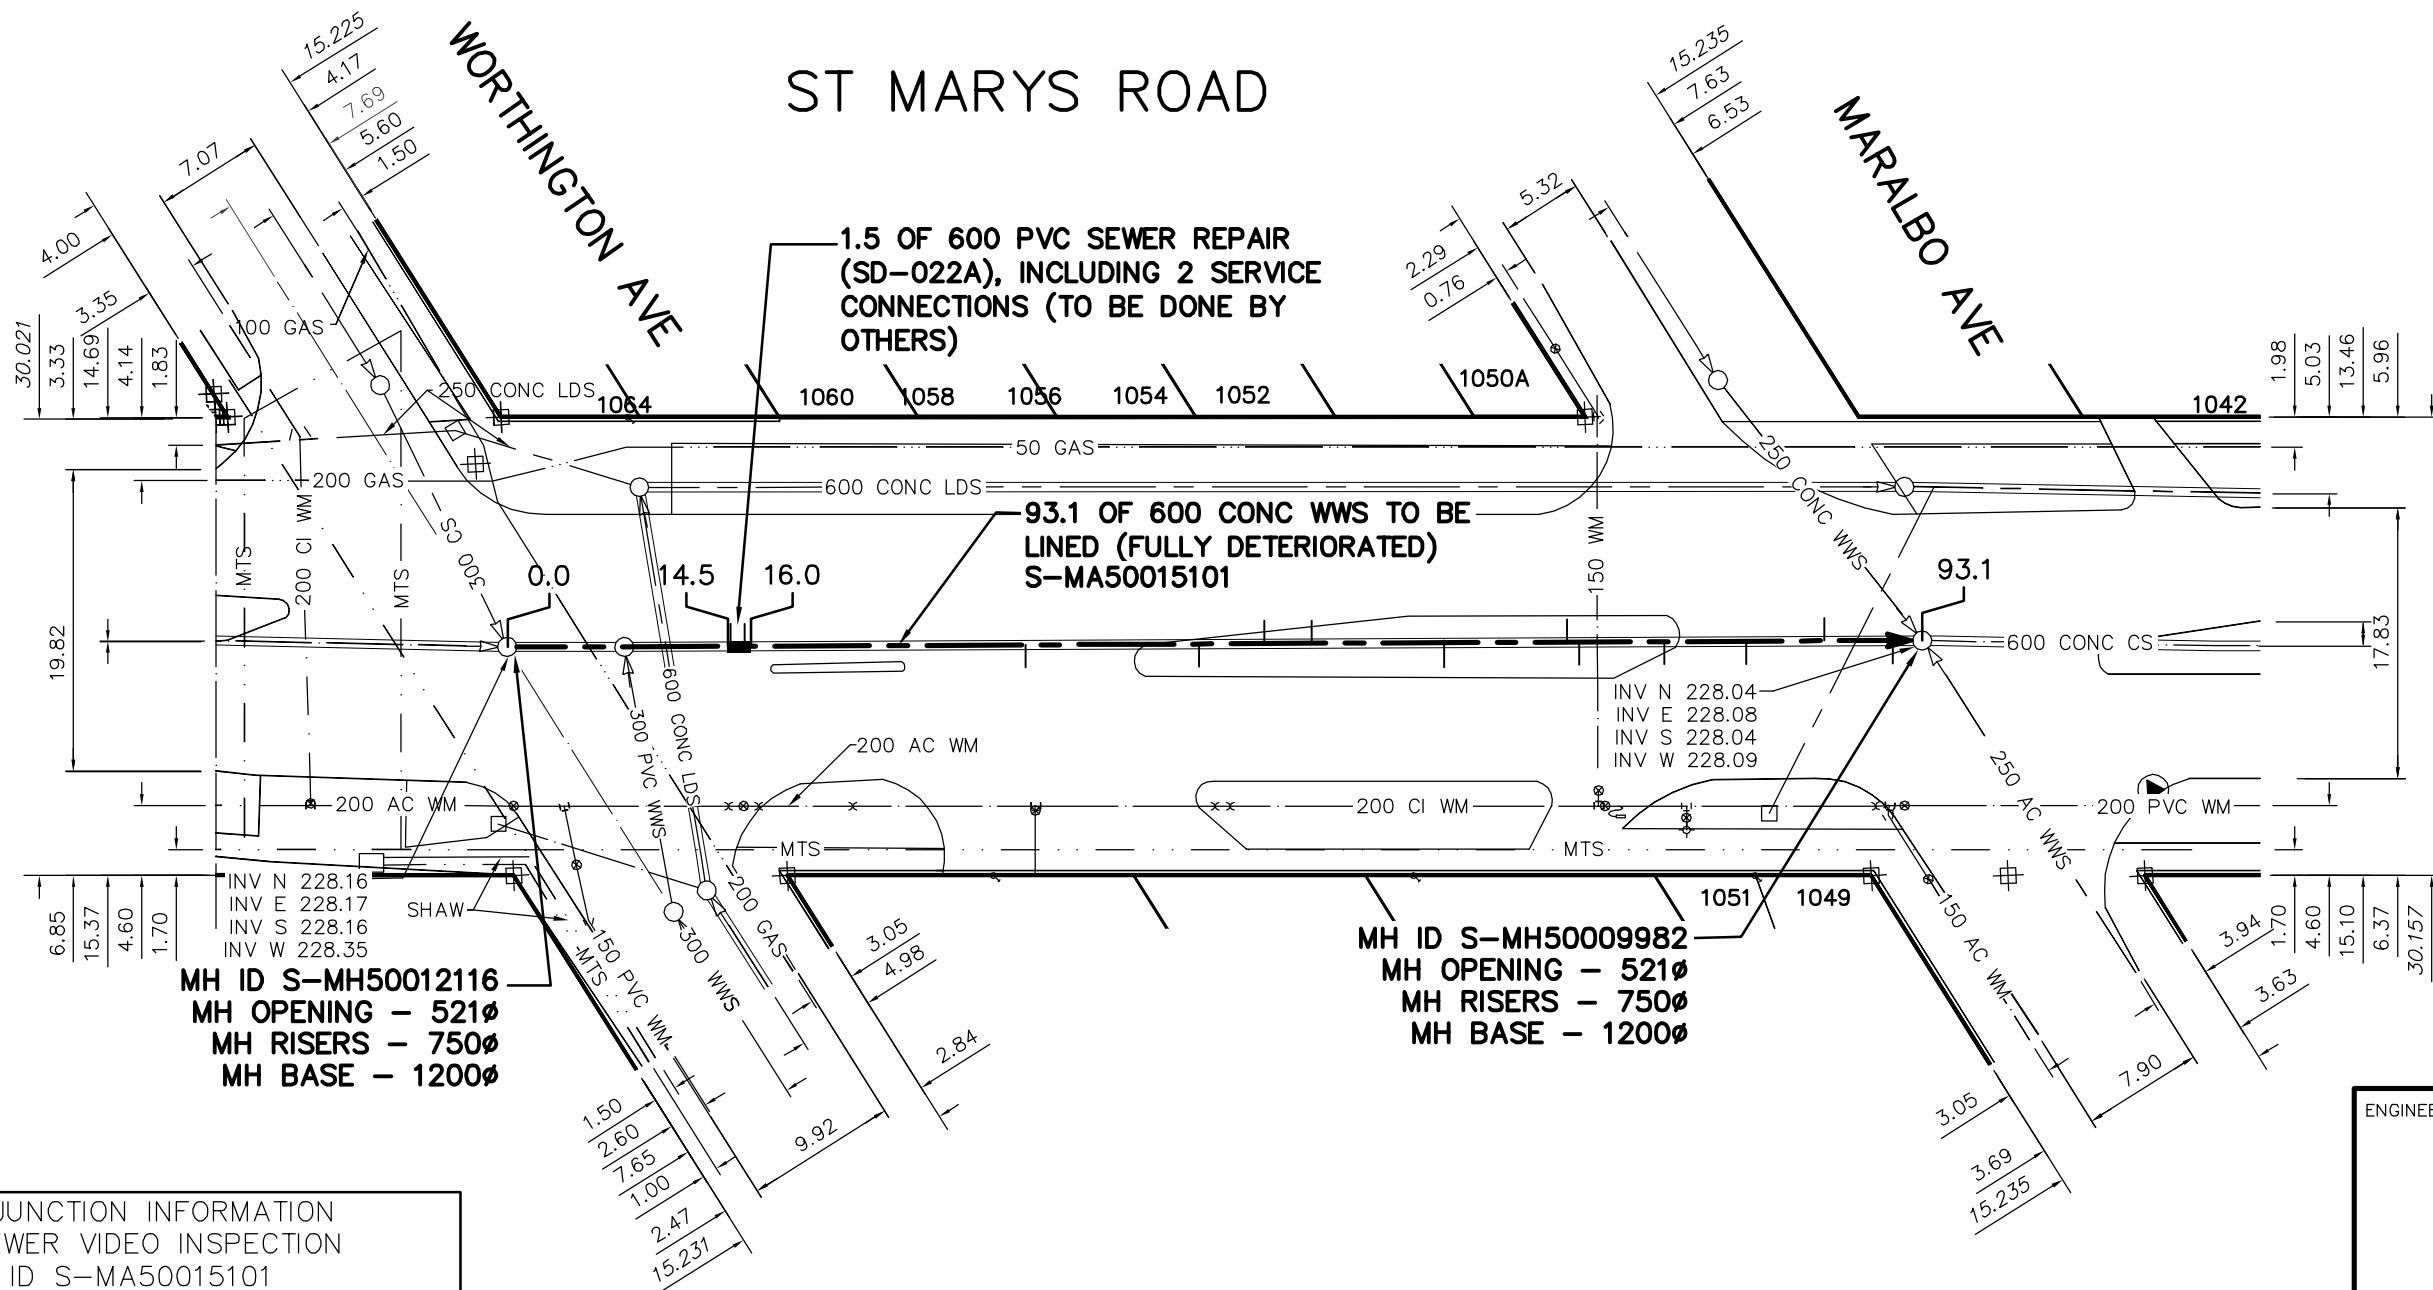 ST MARYS ROAD
WORTHINGTON AVE
MARALBO AVE
15.225
4.17
7.69
5.60
1.50
7.07
4.00
3.35
15.235
7.63
6.53
5.32
2.29
0.76
1.5 OF 600 PVC SEWER REPAIR
(SD-022A), INCLUDING 2 SERVICE
CONNECTIONS (TO BE DONE BY
OTHERS)
30.021
3.33
14.69
4.14
1.83
1.98
5.03
13.46
5.96
100 GAS
250 CONC LDS
1064
1060
1058
1056
1054
1052
1050A
1042
50 GAS
200 GAS
600 CONC LDS
250 CONC WWS
93.1 OF 600 CONC WWS TO BE
LINED (FULLY DETERIORATED)
S-MA50015101
MTS
200 CI WM
MTS
300 CS
150 WM
0.0
14.5
16.0
93.1
19.82
17.83
600 CONC CS
600 CONC LDS
300 PVC WWS
INV N 228.04
INV E 228.08
INV S 228.04
INV W 228.09
200 AC WM
200 AC WM
200 CI WM
200 PVC WM
250 AC WWS
MTS
MTS
INV N 228.16
INV E 228.17
INV S 228.16
INV W 228.35
SHAW
200 GAS
300 WWS
150 PVC WM
MTS
150 AC WM
1051
1049
6.85
15.37
4.60
1.70
1.70
4.60
15.10
6.37
30.157
MH ID S-MH50012116
MH OPENING - 521ø
MH RISERS - 750ø
MH BASE - 1200ø
MH ID S-MH50009982
MH OPENING - 521ø
MH RISERS - 750ø
MH BASE - 1200ø
3.05
4.98
2.84
9.92
1.50
2.60
7.65
1.00
2.47
15.231
3.94
3.63
7.90
3.05
3.69
15.235
JUNCTION INFORMATION
EWER VIDEO INSPECTION
ID S-MA50015101
ENGINEE